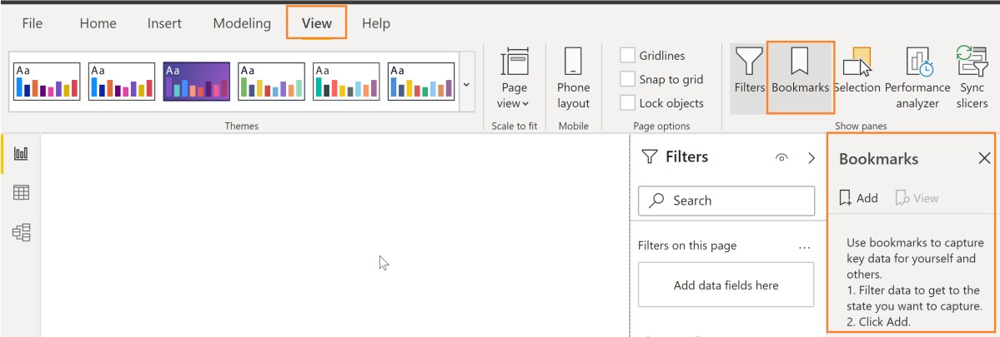 File Home Insert Modeling View Help
Aa Aa Aa Aa Aa Aa
Page view
Phone layout
Gridlines
Snap to grid
Lock objects
Filters Bookmarks Selection Performance analyzer Sync slicers
Themes Scale to fit Mobile Page options Show panes
Filters
Search
Filters on this page ...
Add data fields here
Bookmarks
Add View
Use bookmarks to capture
key data for yourself and
others.
1. Filter data to get to the
state you want to capture.
2. Click Add.